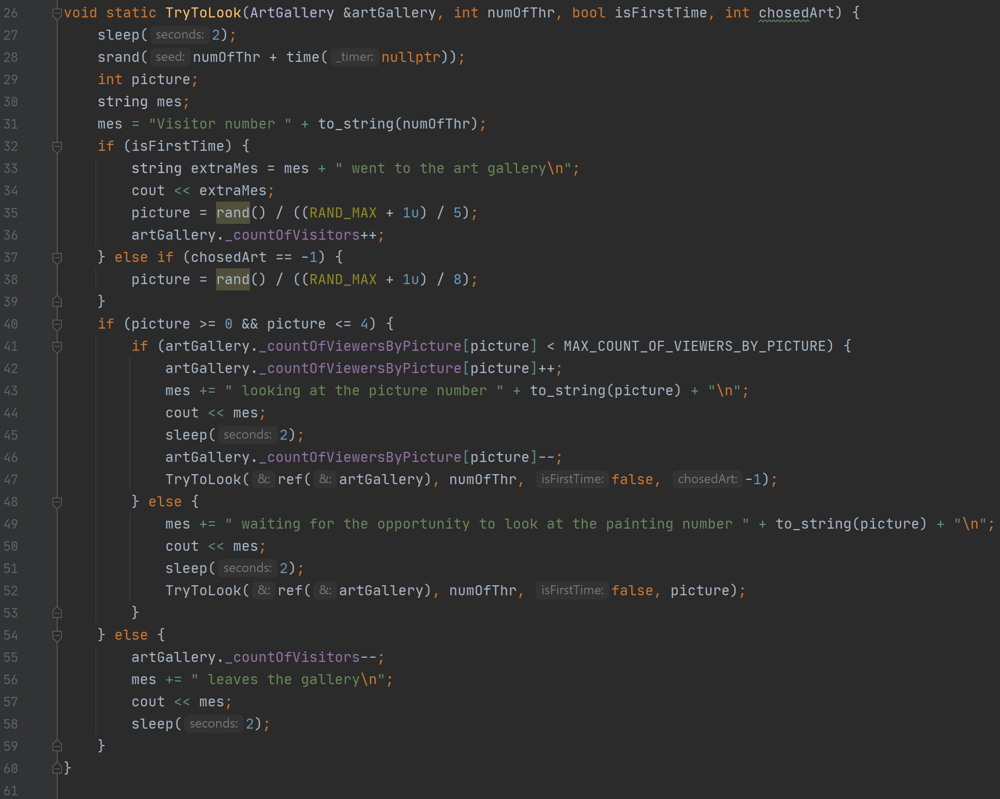 26 void static TryToLook(ArtGallery &artGallery, int numOfThr, bool isFirstTime, int chosedArt) {
27 sleep( seconds: 2);
28 srand( seed: numOfThr + time( _timer: nullptr));
29 int picture;
30 string mes;
31 mes = "Visitor number " + to_string(numOfThr);
32 if (isFirstTime) {
33 string extraMes = mes + " went to the art gallery\n";
34 cout << extraMes;
35 picture = rand() / ((RAND_MAX + 1u) / 5);
36 artGallery._countOfVisitors++;
37 } else if (chosedArt == -1) {
38 picture = rand() / ((RAND_MAX + 1u) / 8);
39 }
40 if (picture >= 0 && picture <= 4) {
41 if (artGallery._countOfViewersByPicture[picture] < MAX_COUNT_OF_VIEWERS_BY_PICTURE) {
42 artGallery._countOfViewersByPicture[picture]++;
43 mes += " looking at the picture number " + to_string(picture) + "\n";
44 cout << mes;
45 sleep( seconds: 2);
46 artGallery._countOfViewersByPicture[picture]--;
47 TryToLook( &: ref( &: artGallery), numOfThr, isFirstTime: false, chosedArt: -1);
48 } else {
49 mes += " waiting for the opportunity to look at the painting number " + to_string(picture) + "\n";
50 cout << mes;
51 sleep( seconds: 2);
52 TryToLook( &: ref( &: artGallery), numOfThr, isFirstTime: false, picture);
53 }
54 } else {
55 artGallery._countOfVisitors--;
56 mes += " leaves the gallery\n";
57 cout << mes;
58 sleep( seconds: 2);
59 }
60 }
61